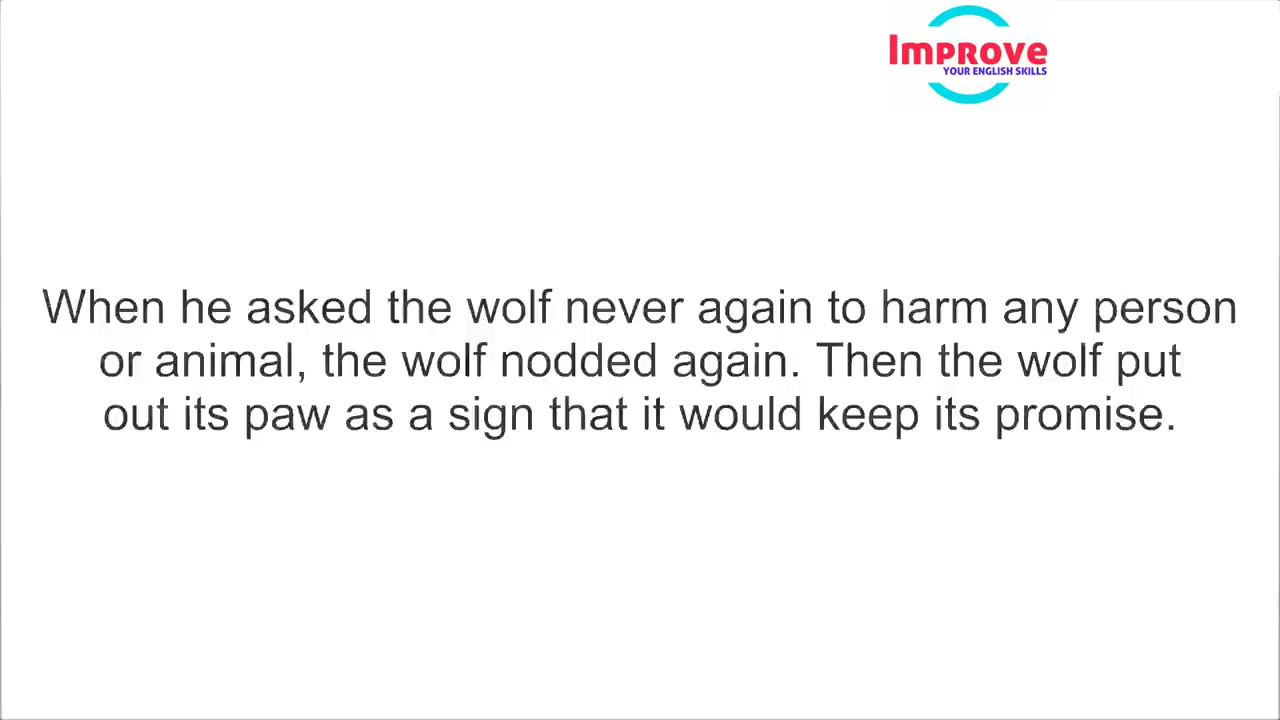 Improve
YOUR ENGLISH SKILLS
When he asked the wolf never again to harm any person
or animal, the wolf nodded again. Then the wolf put
out its paw as a sign that it would keep its promise.